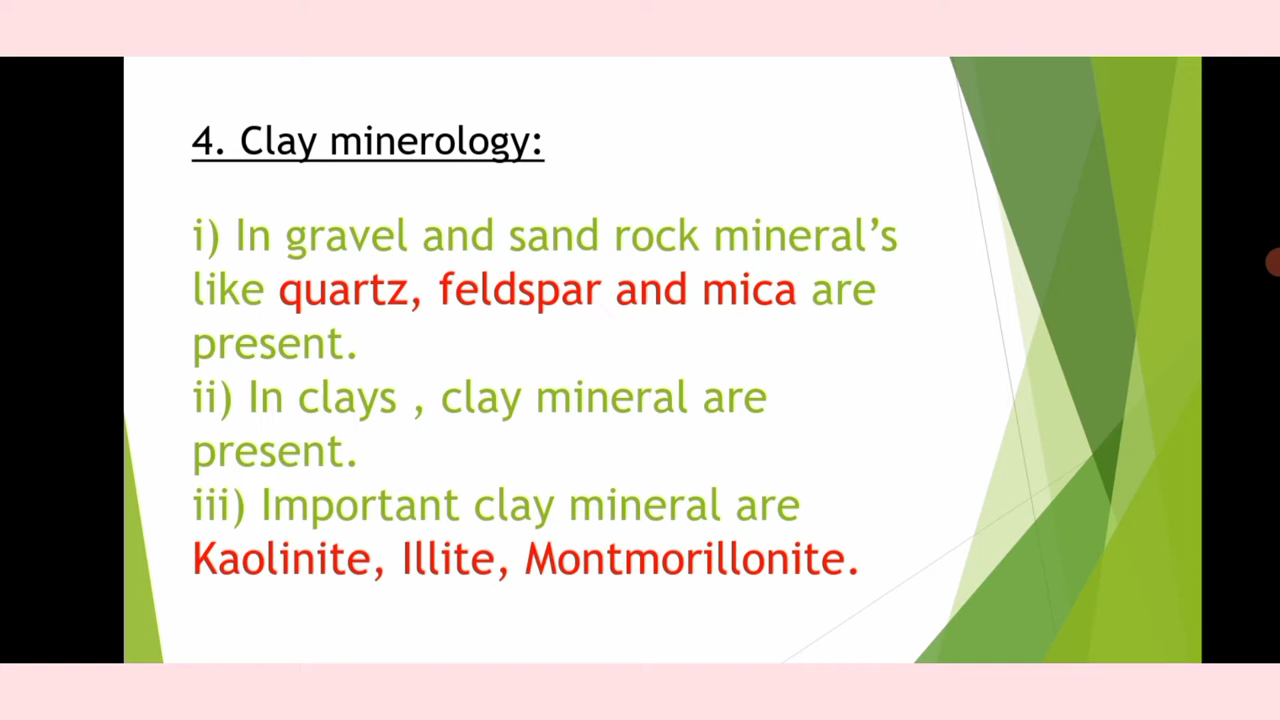 4. Clay minerology:
i) In gravel and sand rock mineral’s
like quartz, feldspar and mica are
present.
ii) In clays , clay mineral are
present.
iii) Important clay mineral are
Kaolinite, Illite, Montmorillonite.